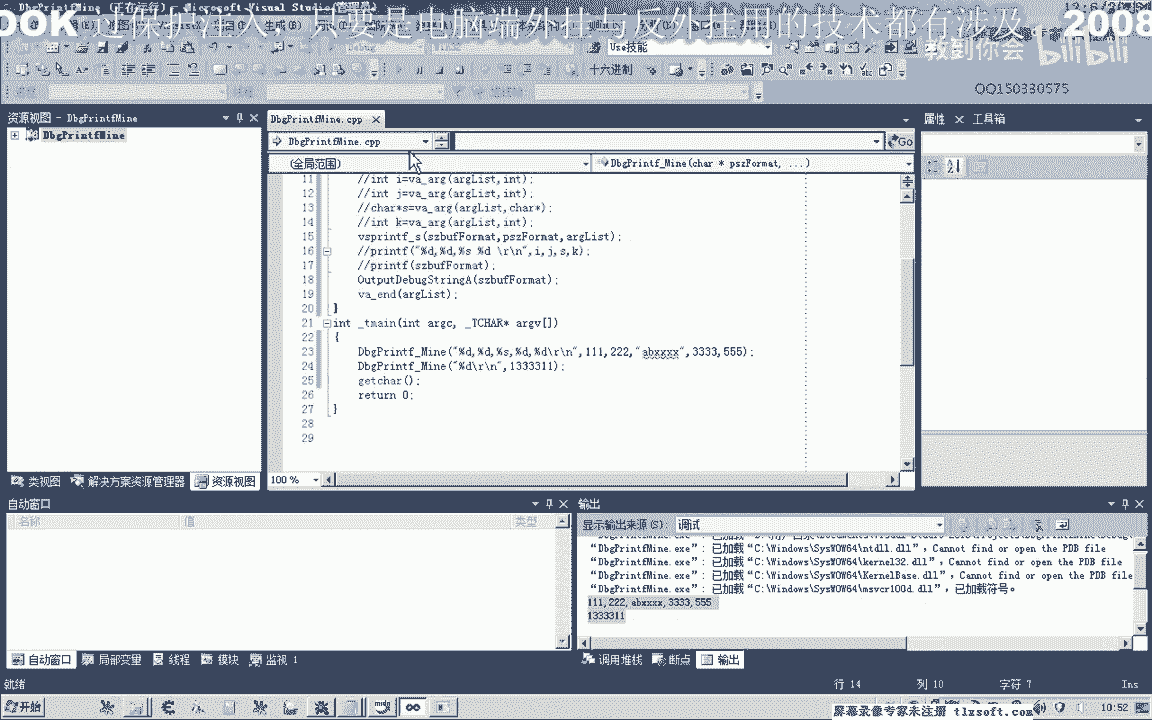 DbgPrintfMine (正在运行) - Microsoft Visual Studio(管理员)
OOK 过保护注入，只要是电脑端外挂与反外挂用的技术都有涉及，2008
教到你会 bilibili
Use技能
十六进制
QQ150330575
资源视图 - DbgPrintfMine
DbgPrintfMine
DbgPrintfMine.cpp
DbgPrintfMine.cpp
Go
(全局范围)
DbgPrintf_Mine(char * pszFormat, ...)
属性 工具箱
11 //int i=va_arg(argList,int);
12 //int j=va_arg(argList,int);
13 //char*s=va_arg(argList,char*);
14 //int k=va_arg(argList,int);
15 vsprintf_s(szbufFormat,pszFormat,argList);
16 //printf("%d,%d,%s %d \r\n",i,j,s,k);
17 //printf(szbufFormat);
18 OutputDebugStringA(szbufFormat);
19 va_end(argList);
20 }
21 int _tmain(int argc, _TCHAR* argv[])
22 {
23 DbgPrintf_Mine("%d,%d,%s,%d,%d\r\n",111,222,"abxxxx",3333,555);
24 DbgPrintf_Mine("%d\r\n",1333311);
25 getchar();
26 return 0;
27 }
28
29
100 %
类视图 解决方案资源管理器 资源视图
自动窗口
名称 值 类型
输出
显示输出来源(S): 调试
“DbgPrintfMine.exe”: 已加载“C:\Windows\SysWOW64\ntdll.dll”，Cannot find or open the PDB file
“DbgPrintfMine.exe”: 已加载“C:\Windows\SysWOW64\kernel32.dll”，Cannot find or open the PDB file
“DbgPrintfMine.exe”: 已加载“C:\Windows\SysWOW64\KernelBase.dll”，Cannot find or open the PDB file
“DbgPrintfMine.exe”: 已加载“C:\Windows\SysWOW64\msvcr100d.dll”，已加载符号。
111,222,abxxxx,3333,555
1333311
自动窗口 局部变量 线程 模块 监视 1
调用堆栈 断点 输出
就绪
行 14 列 10 字符 7 Ins
开始
10:52
屏幕录像专家未注册 tlxsoft.com